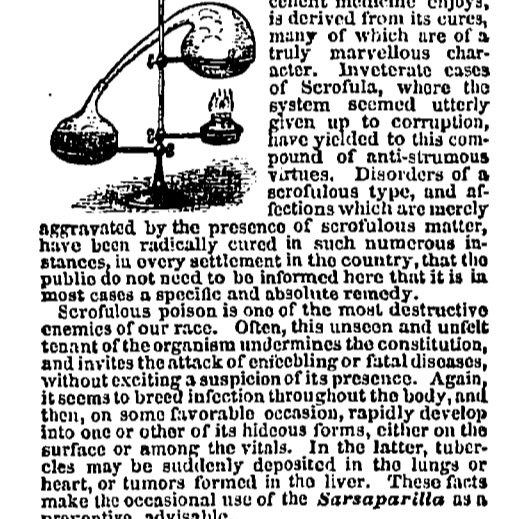 cellent medicine enjoys,
is derived from its cures,
many of which are of a
truly marvellous char-
acter. Inveterate cases
of Scrofula, where the
system seemed utterly
given up to corruption,
have yielded to this com-
pound of anti-strumous
virtues. Disorders of a
scrofulous type, and af-
fections which are merely
aggravated by the presence of scrofulous matter,
have been radically cured in such numerous in-
stances, in every settlement in the country, that the
public do not need to be informed here that it is in
most cases a specific and absolute remedy.
Scrofulous poison is one of the most destructive
enemies of our race. Often, this unseen and unfelt
tenant of the organism undermines the constitution,
and invites the attack of enfeebling or fatal diseases,
without exciting a suspicion of its presence. Again,
it seems to breed infection throughout the body, and
then, on some favorable occasion, rapidly develop
into one or other of its hideous forms, either on the
surface or among the vitals. In the latter, tuber-
cles may be suddenly deposited in the lungs or
heart, or tumors formed in the liver. These facts
make the occasional use of the Sarsaparilla as a
preventive advisable.